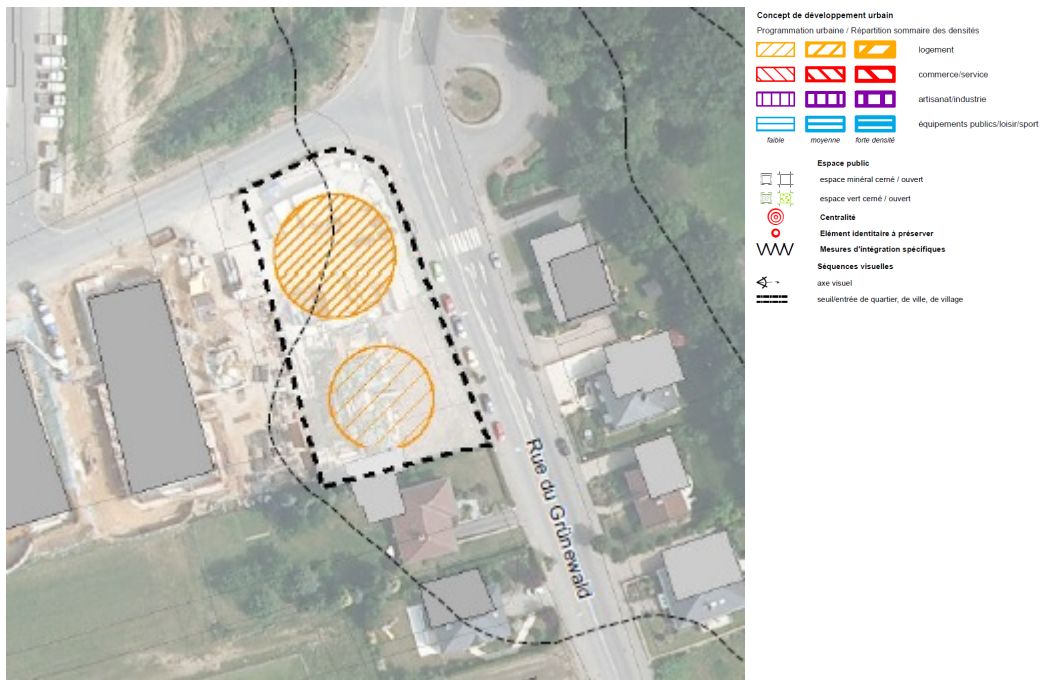 Concept de développement urbain
Programmation urbaine / Répartition sommaire des densités
logement
commerce/service
artisanat/industrie
équipements publics/loisir/sport
faible moyenne forte densité
Espace public
espace minéral cerné / ouvert
espace vert cerné / ouvert
Centralité
Elément identitaire à préserver
Mesures d'intégration spécifiques
Séquences visuelles
axe visuel
seuil/entrée de quartier, de ville, de village
Rue du Grünewald